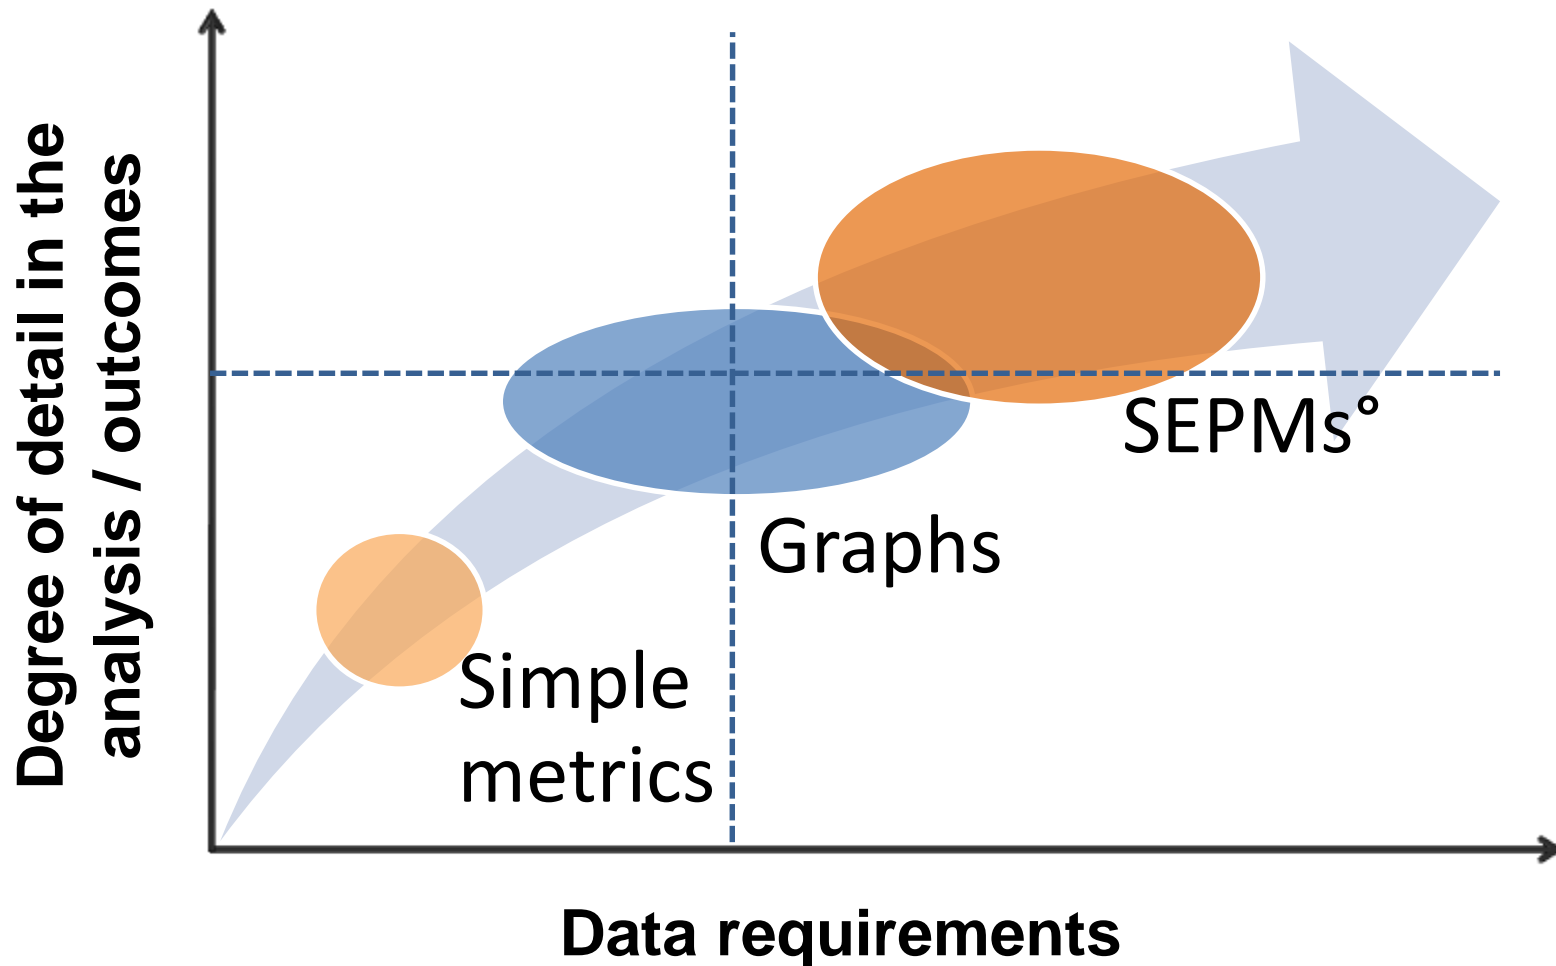 Degree of detail in the
analysis / outcomes
SEPMs°
Graphs
Simple
metrics
Data requirements